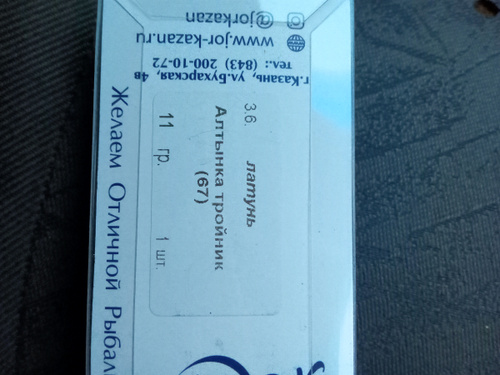 @jorkazan
www.jor-kazan.ru
г.Казань, ул.Бухарская, 4в
тел.: (843) 200-10-72
3.6. латунь
Алтынка тройник
(67)
11 гр. 1 шт.
Желаем Отличной